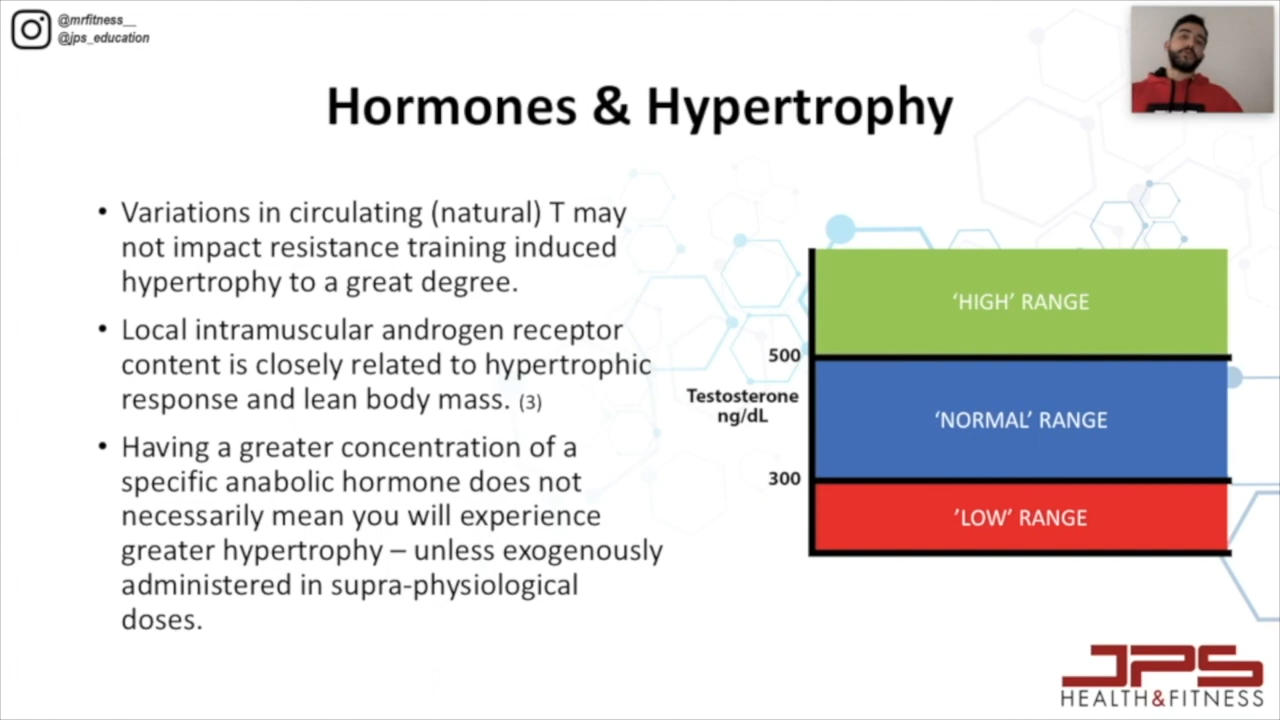 @mrfitness__
@jps_education
Hormones & Hypertrophy
• Variations in circulating (natural) T may
not impact resistance training induced
hypertrophy to a great degree.
• Local intramuscular androgen receptor
content is closely related to hypertrophic
response and lean body mass. (3)
• Having a greater concentration of a
specific anabolic hormone does not
necessarily mean you will experience
greater hypertrophy – unless exogenously
administered in supra-physiological
doses.
‘HIGH’ RANGE
500
Testosterone
ng/dL
‘NORMAL’ RANGE
300
’LOW’ RANGE
JPS
HEALTH&FITNESS